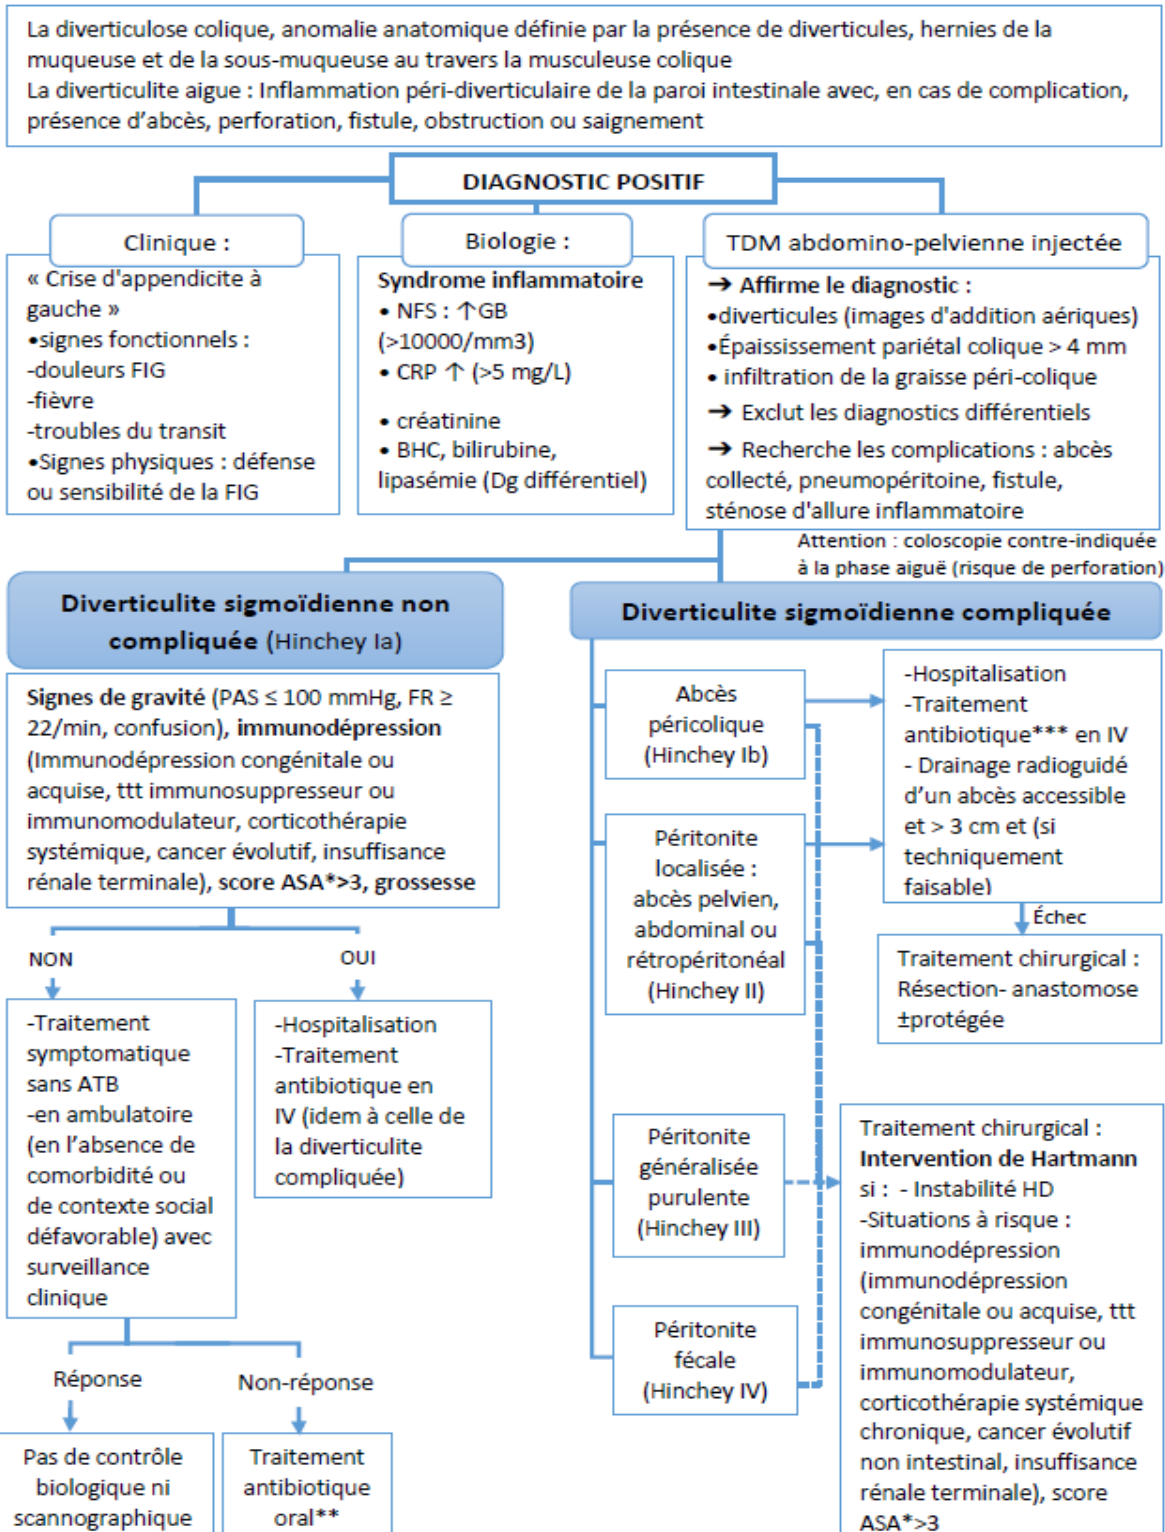 La diverticulose colique, anomalie anatomique définie par la présence de diverticules, hernies de la
muqueuse et de la sous-muqueuse au travers la musculeuse colique
La diverticulite aigue : Inflammation péri-diverticulaire de la paroi intestinale avec, en cas de complication,
présence d'abcès, perforation, fistule, obstruction ou saignement
DIAGNOSTIC POSITIF
Clinique :
« Crise d'appendicite à
gauche »
•signes fonctionnels :
-douleurs FIG
-fièvre
-troubles du transit
•Signes physiques : défense
ou sensibilité de la FIG
Biologie :
Syndrome inflammatoire
• NFS : ↑GB
(>10000/mm3)
• CRP ↑ (>5 mg/L)
• créatinine
• BHC, bilirubine,
lipasémie (Dg différentiel)
TDM abdomino-pelvienne injectée
➔ Affirme le diagnostic :
•diverticules (images d'addition aériques)
•Épaississement pariétal colique > 4 mm
• infiltration de la graisse péri-colique
➔ Exclut les diagnostics différentiels
➔ Recherche les complications : abcès
collecté, pneumopéritoine, fistule,
sténose d'allure inflammatoire
Attention : coloscopie contre-indiquée
à la phase aiguë (risque de perforation)
Diverticulite sigmoïdienne non
compliquée (Hinchey Ia)
Signes de gravité (PAS ≤ 100 mmHg, FR ≥
22/min, confusion), immunodépression
(Immunodépression congénitale ou
acquise, ttt immunosuppresseur ou
immunomodulateur, corticothérapie
systémique, cancer évolutif, insuffisance
rénale terminale), score ASA*>3, grossesse
NON
OUI
-Traitement
symptomatique
sans ATB
-en ambulatoire
(en l'absence de
comorbidité ou
de contexte social
défavorable) avec
surveillance
clinique
-Hospitalisation
-Traitement
antibiotique en
IV (idem à celle de
la diverticulite
compliquée)
Réponse
Non-réponse
Pas de contrôle
biologique ni
scannographique
Traitement
antibiotique
oral**
Diverticulite sigmoïdienne compliquée
Abcès
péricolique
(Hinchey Ib)
Péritonite
localisée :
abcès pelvien,
abdominal ou
rétropéritonéal
(Hinchey II)
Péritonite
généralisée
purulente
(Hinchey III)
Péritonite
fécale
(Hinchey IV)
-Hospitalisation
-Traitement
antibiotique*** en IV
- Drainage radioguidé
d'un abcès accessible
et > 3 cm et (si
techniquement
faisable)
Échec
Traitement chirurgical :
Résection- anastomose
±protégée
Traitement chirurgical :
Intervention de Hartmann
si : - Instabilité HD
-Situations à risque :
immunodépression
(immunodépression
congénitale ou acquise, ttt
immunosuppresseur ou
immunomodulateur,
corticothérapie systémique
chronique, cancer évolutif
non intestinal, insuffisance
rénale terminale), score
ASA*>3